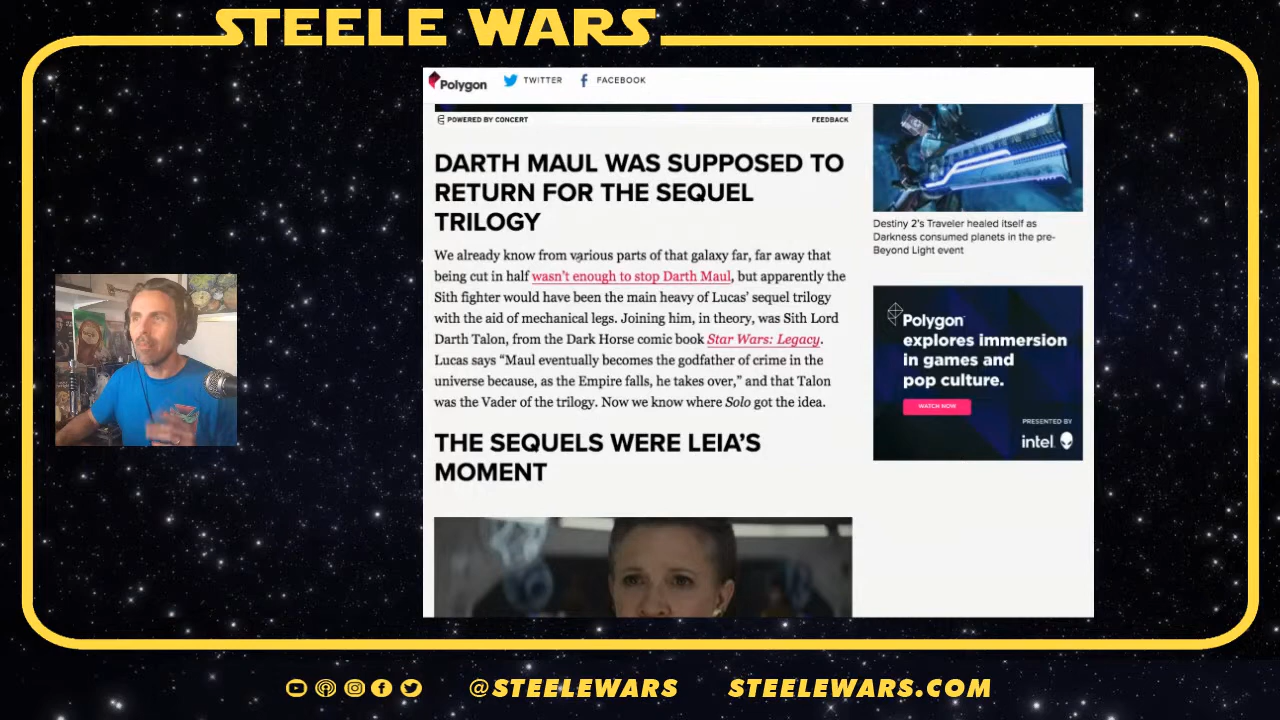 STEELE WARS
Polygon TWITTER FACEBOOK
POWERED BY CONCERT FEEDBACK
DARTH MAUL WAS SUPPOSED TO
RETURN FOR THE SEQUEL
TRILOGY
We already know from various parts of that galaxy far, far away that
being cut in half wasn't enough to stop Darth Maul, but apparently the
Sith fighter would have been the main heavy of Lucas' sequel trilogy
with the aid of mechanical legs. Joining him, in theory, was Sith Lord
Darth Talon, from the Dark Horse comic book Star Wars: Legacy.
Lucas says “Maul eventually becomes the godfather of crime in the
universe because, as the Empire falls, he takes over,” and that Talon
was the Vader of the trilogy. Now we know where Solo got the idea.
THE SEQUELS WERE LEIA'S
MOMENT
Destiny 2's Traveler healed itself as
Darkness consumed planets in the pre-
Beyond Light event
Polygon
explores immersion
in games and
pop culture.
WATCH NOW
PRESENTED BY
intel
@STEELEWARS STEELEWARS.COM